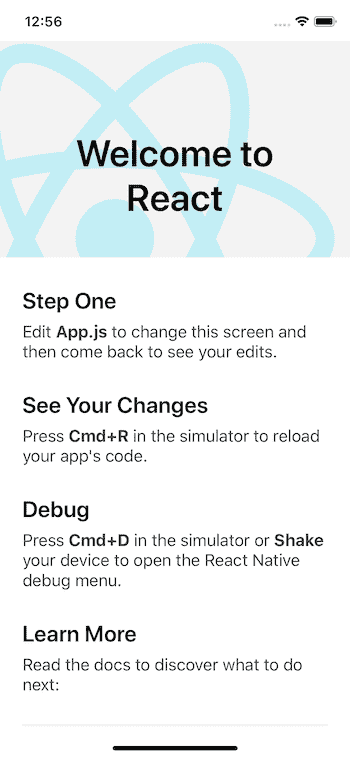 12:56
Welcome to
React
Step One
Edit App.js to change this screen and
then come back to see your edits.
See Your Changes
Press Cmd+R in the simulator to reload
your app's code.
Debug
Press Cmd+D in the simulator or Shake
your device to open the React Native
debug menu.
Learn More
Read the docs to discover what to do
next: